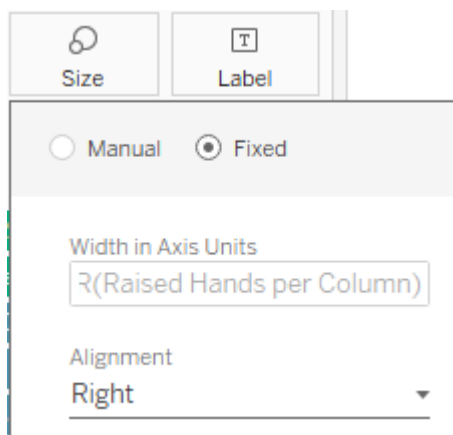 T
Size Label
Manual Fixed
Width in Axis Units
R(Raised Hands per Column)
Alignment
Right